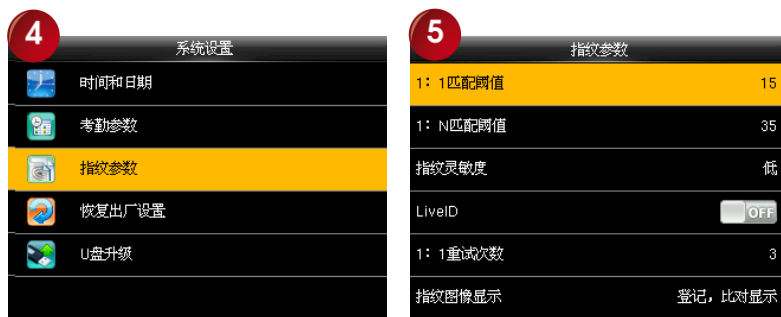 4
系统设置
时间和日期
考勤参数
指纹参数
恢复出厂设置
U盘升级
5
指纹参数
1：1匹配阈值 15
1：N匹配阈值 35
指纹灵敏度 低
LiveID OFF
1：1重试次数 3
指纹图像显示 登记，比对显示